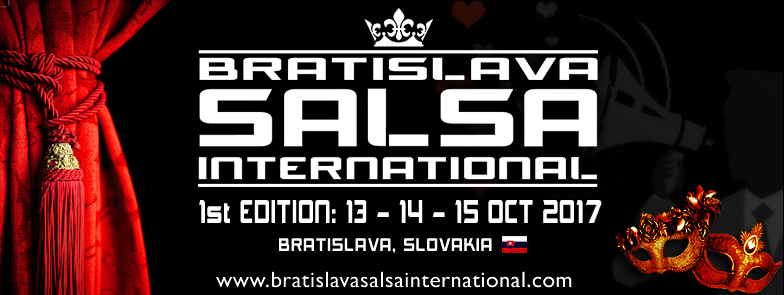 BRATISLAVA
SALSA
INTERNATIONAL
1st EDITION: 13 - 14 - 15 OCT 2017
BRATISLAVA, SLOVAKIA
www.bratislavasalsainternational.com